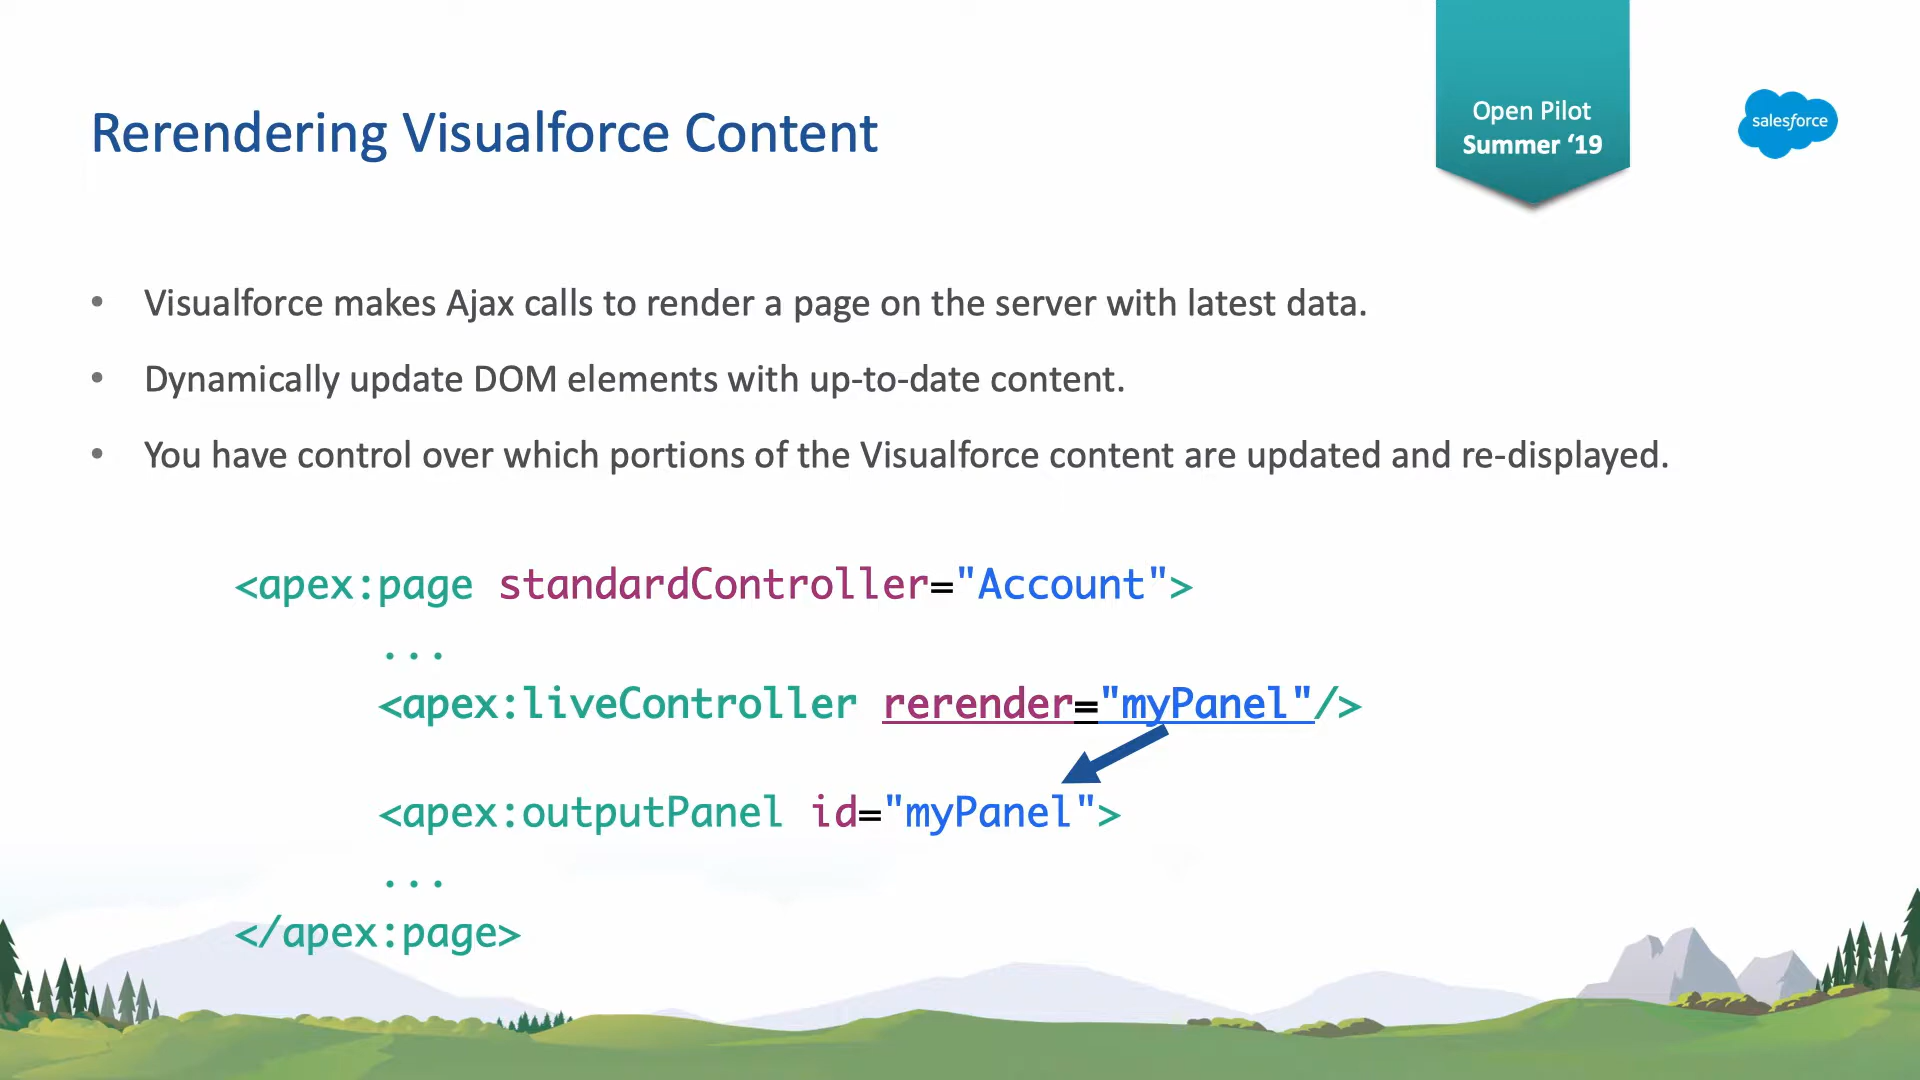 Open Pilot
Summer ‘19
salesforce
Rerendering Visualforce Content
• Visualforce makes Ajax calls to render a page on the server with latest data.
• Dynamically update DOM elements with up-to-date content.
• You have control over which portions of the Visualforce content are updated and re-displayed.
<apex:page standardController="Account">
...
<apex:liveController rerender="myPanel"/>
<apex:outputPanel id="myPanel">
...
</apex:page>